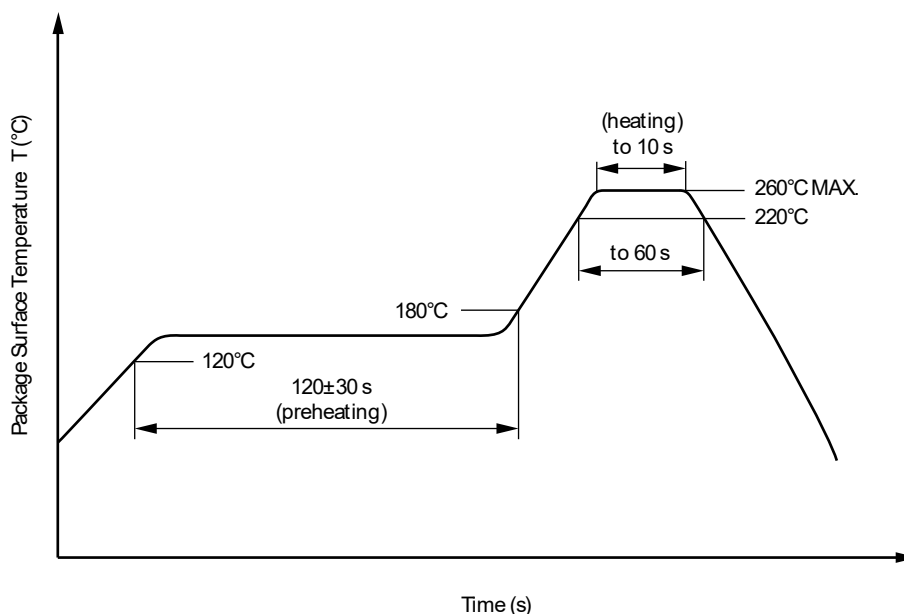 (heating)
to 10 s
260°C MAX.
220°C
to 60 s
180°C
120°C
120±30 s
(preheating)
Package Surface Temperature T (°C)
Time (s)